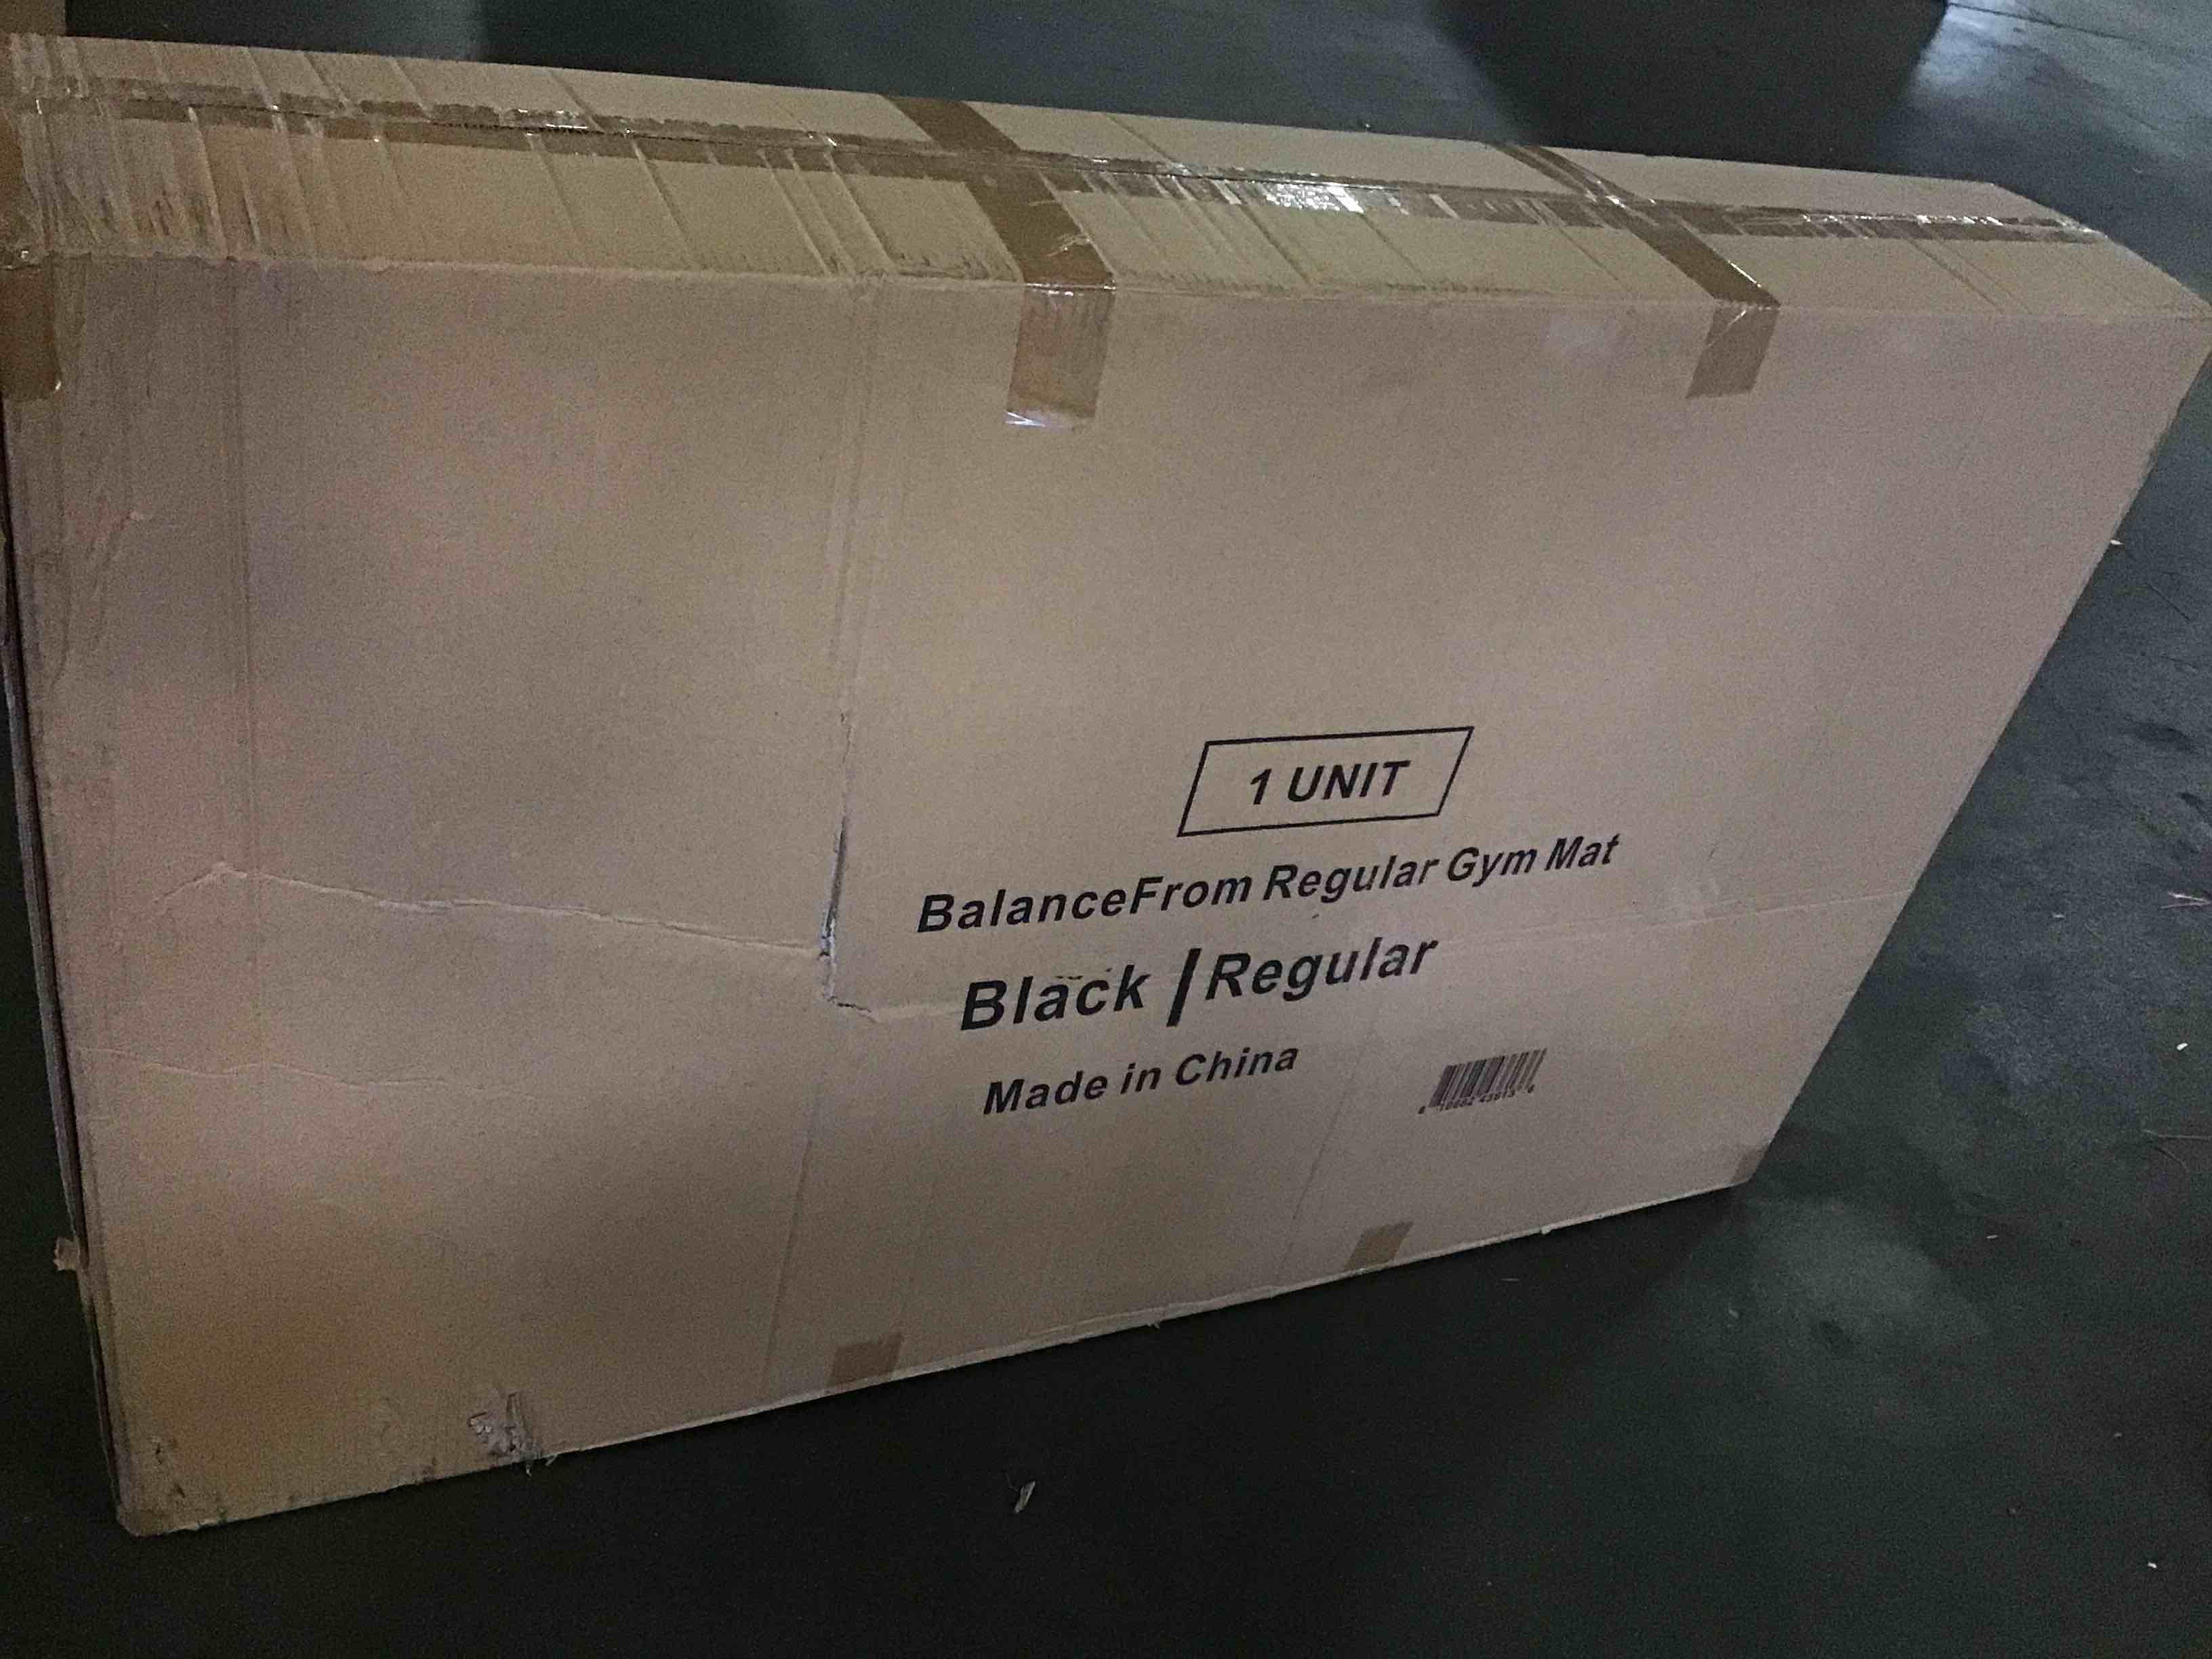 1 UNIT
BalanceFrom Regular Gym Mat
Black / Regular
Made in China